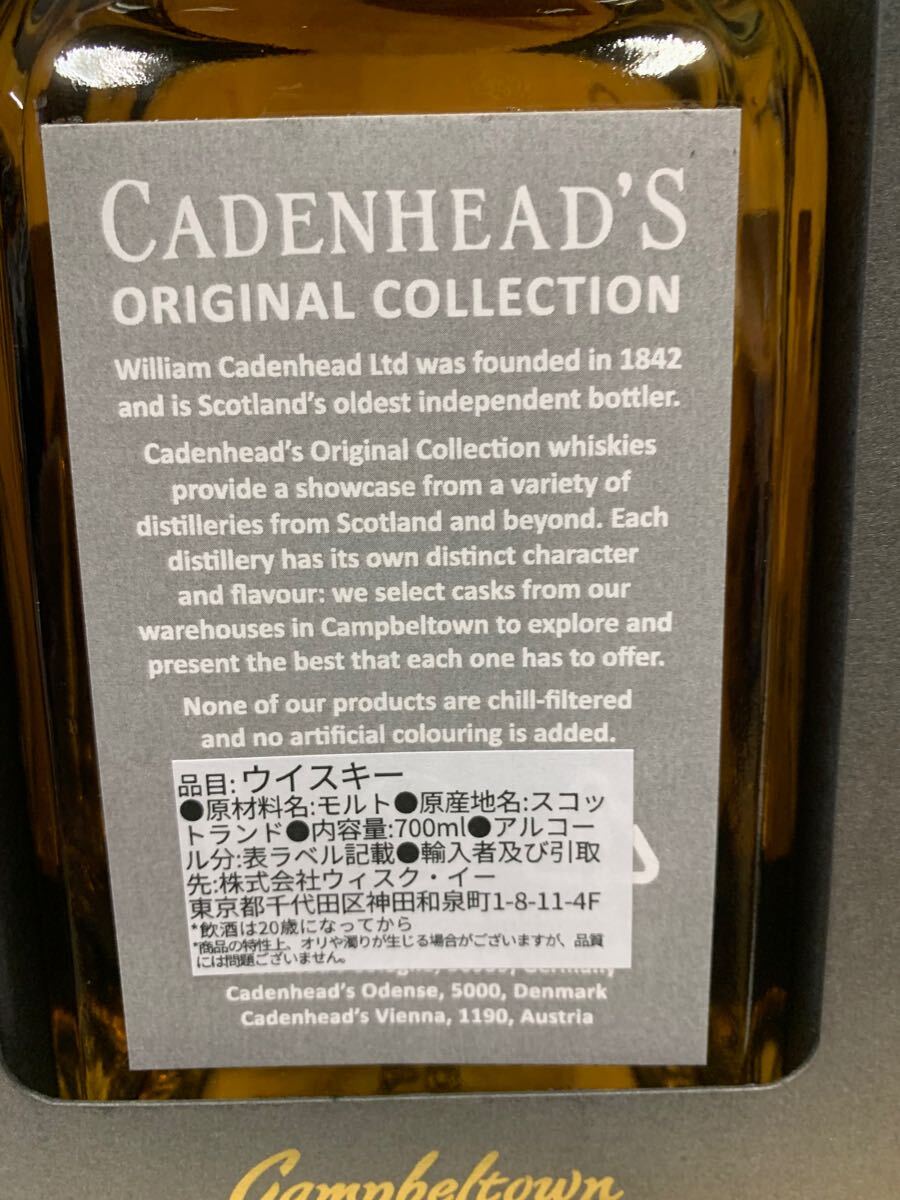 CADENHEAD'S
ORIGINAL COLLECTION
William Cadenhead Ltd was founded in 1842
and is Scotland's oldest independent bottler.
Cadenhead's Original Collection whiskies
provide a showcase from a variety of
distilleries from Scotland and beyond. Each
distillery has its own distinct character
and flavour: we select casks from our
warehouses in Campbeltown to explore and
present the best that each one has to offer.
None of our products are chill-filtered
and no artificial colouring is added.
品目: ウイスキー
●原材料名:モルト●原産地名:スコッ
トランド●内容量:700ml●アルコー
ル分:表ラベル記載●輸入者及び引取
先:株式会社ウィスク・イー
東京都千代田区神田和泉町1-8-11-4F
*飲酒は20歳になってから
*商品の特性上、オリや濁りが生じる場合がございますが、品質
には問題ございません。
Germany
Cadenhead's Odense, 5000, Denmark
Cadenhead's Vienna, 1190, Austria
Campbeltown